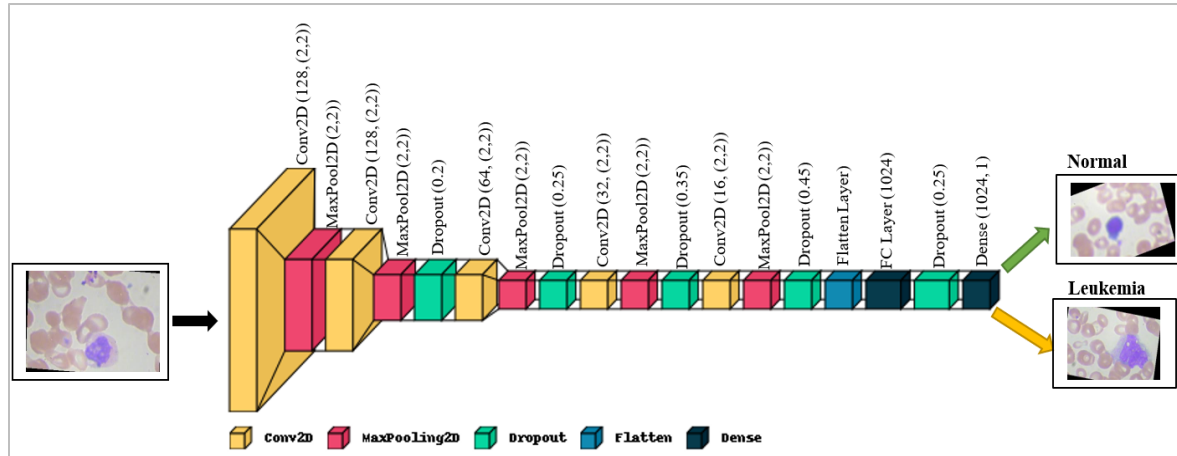 Conv2D (128, (2,2))
MaxPool2D (2,2))
Conv2D (128, (2,2))
MaxPool2D (2,2))
Dropout (0.2)
Conv2D (64, (2,2))
MaxPool2D (2,2))
Dropout (0.25)
Conv2D (32, (2,2))
MaxPool2D (2,2))
Dropout (0.35)
Conv2D (16, (2,2))
MaxPool2D (2,2))
Dropout (0.45)
Flatten Layer)
FC Layer (1024)
Dropout (0.25)
Dense (1024, 1)
Normal
Leukemia
Conv2D
MaxPooling2D
Dropout
Flatten
Dense